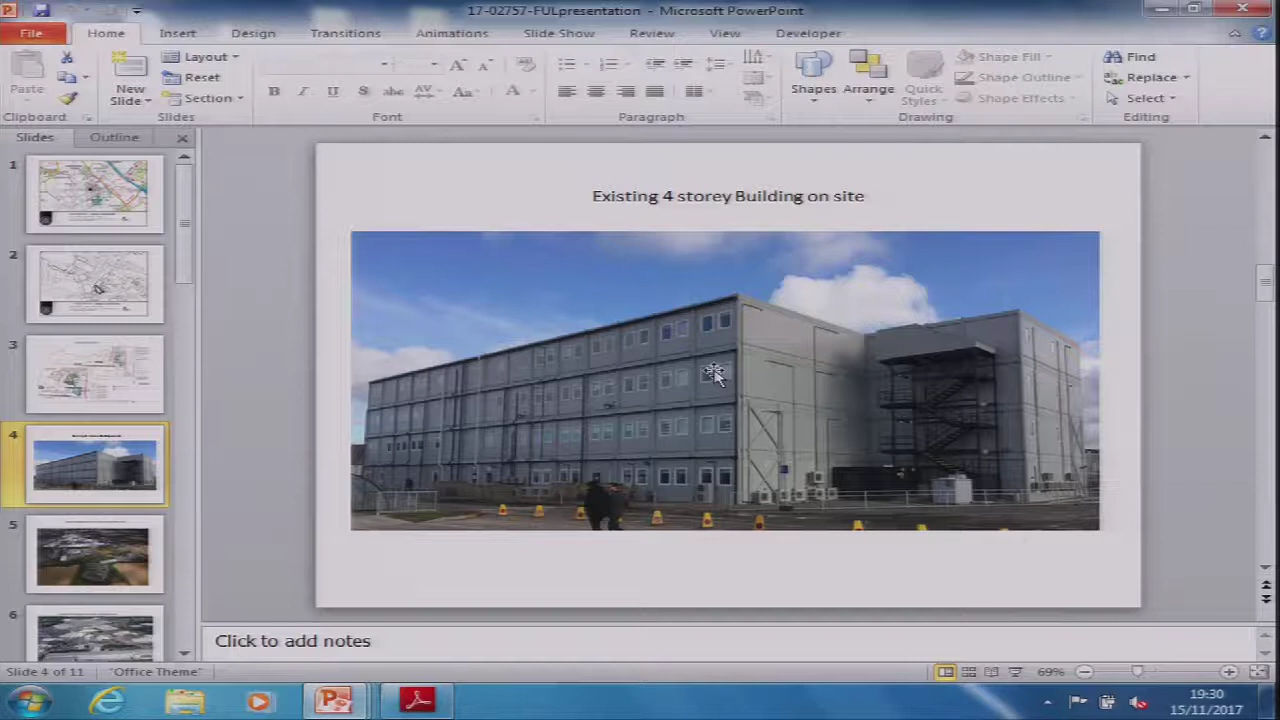 17-02757-FULpresentation - Microsoft PowerPoint
File Home Insert Design Transitions Animations Slide Show Review View Developer
Paste
New Slide
Layout
Reset
Section
B I U S abc AV Aa A
Shapes
Arrange
Quick Styles
Shape Fill
Shape Outline
Shape Effects
Find
Replace
Select
Clipboard Slides Font Paragraph Drawing Editing
Slides Outline
1
2
3
4
5
6
Existing 4 storey Building on site
Click to add notes
Slide 4 of 11 "Office Theme" 69%
19:30
15/11/2017